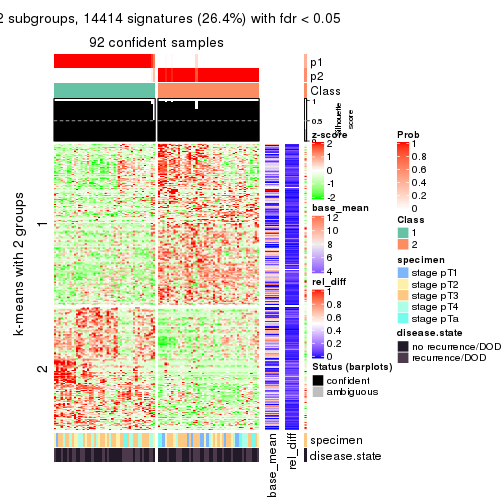 2 subgroups, 14414 signatures (26.4%) with fdr < 0.05
92 confident samples
p1
p2
Class
1
0.5
0
Silhouette
score
k-means with 2 groups
1
2
z-score
2
1
0
-1
-2
base_mean
12
10
8
6
4
rel_diff
1
0.8
0.6
0.4
0.2
0
Status (barplots)
confident
ambiguous
Prob
1
0.8
0.6
0.4
0.2
0
Class
1
2
specimen
stage pT1
stage pT2
stage pT3
stage pT4
stage pTa
disease.state
no recurrence/DOD
recurrence/DOD
specimen
disease.state
base_mean
rel_diff